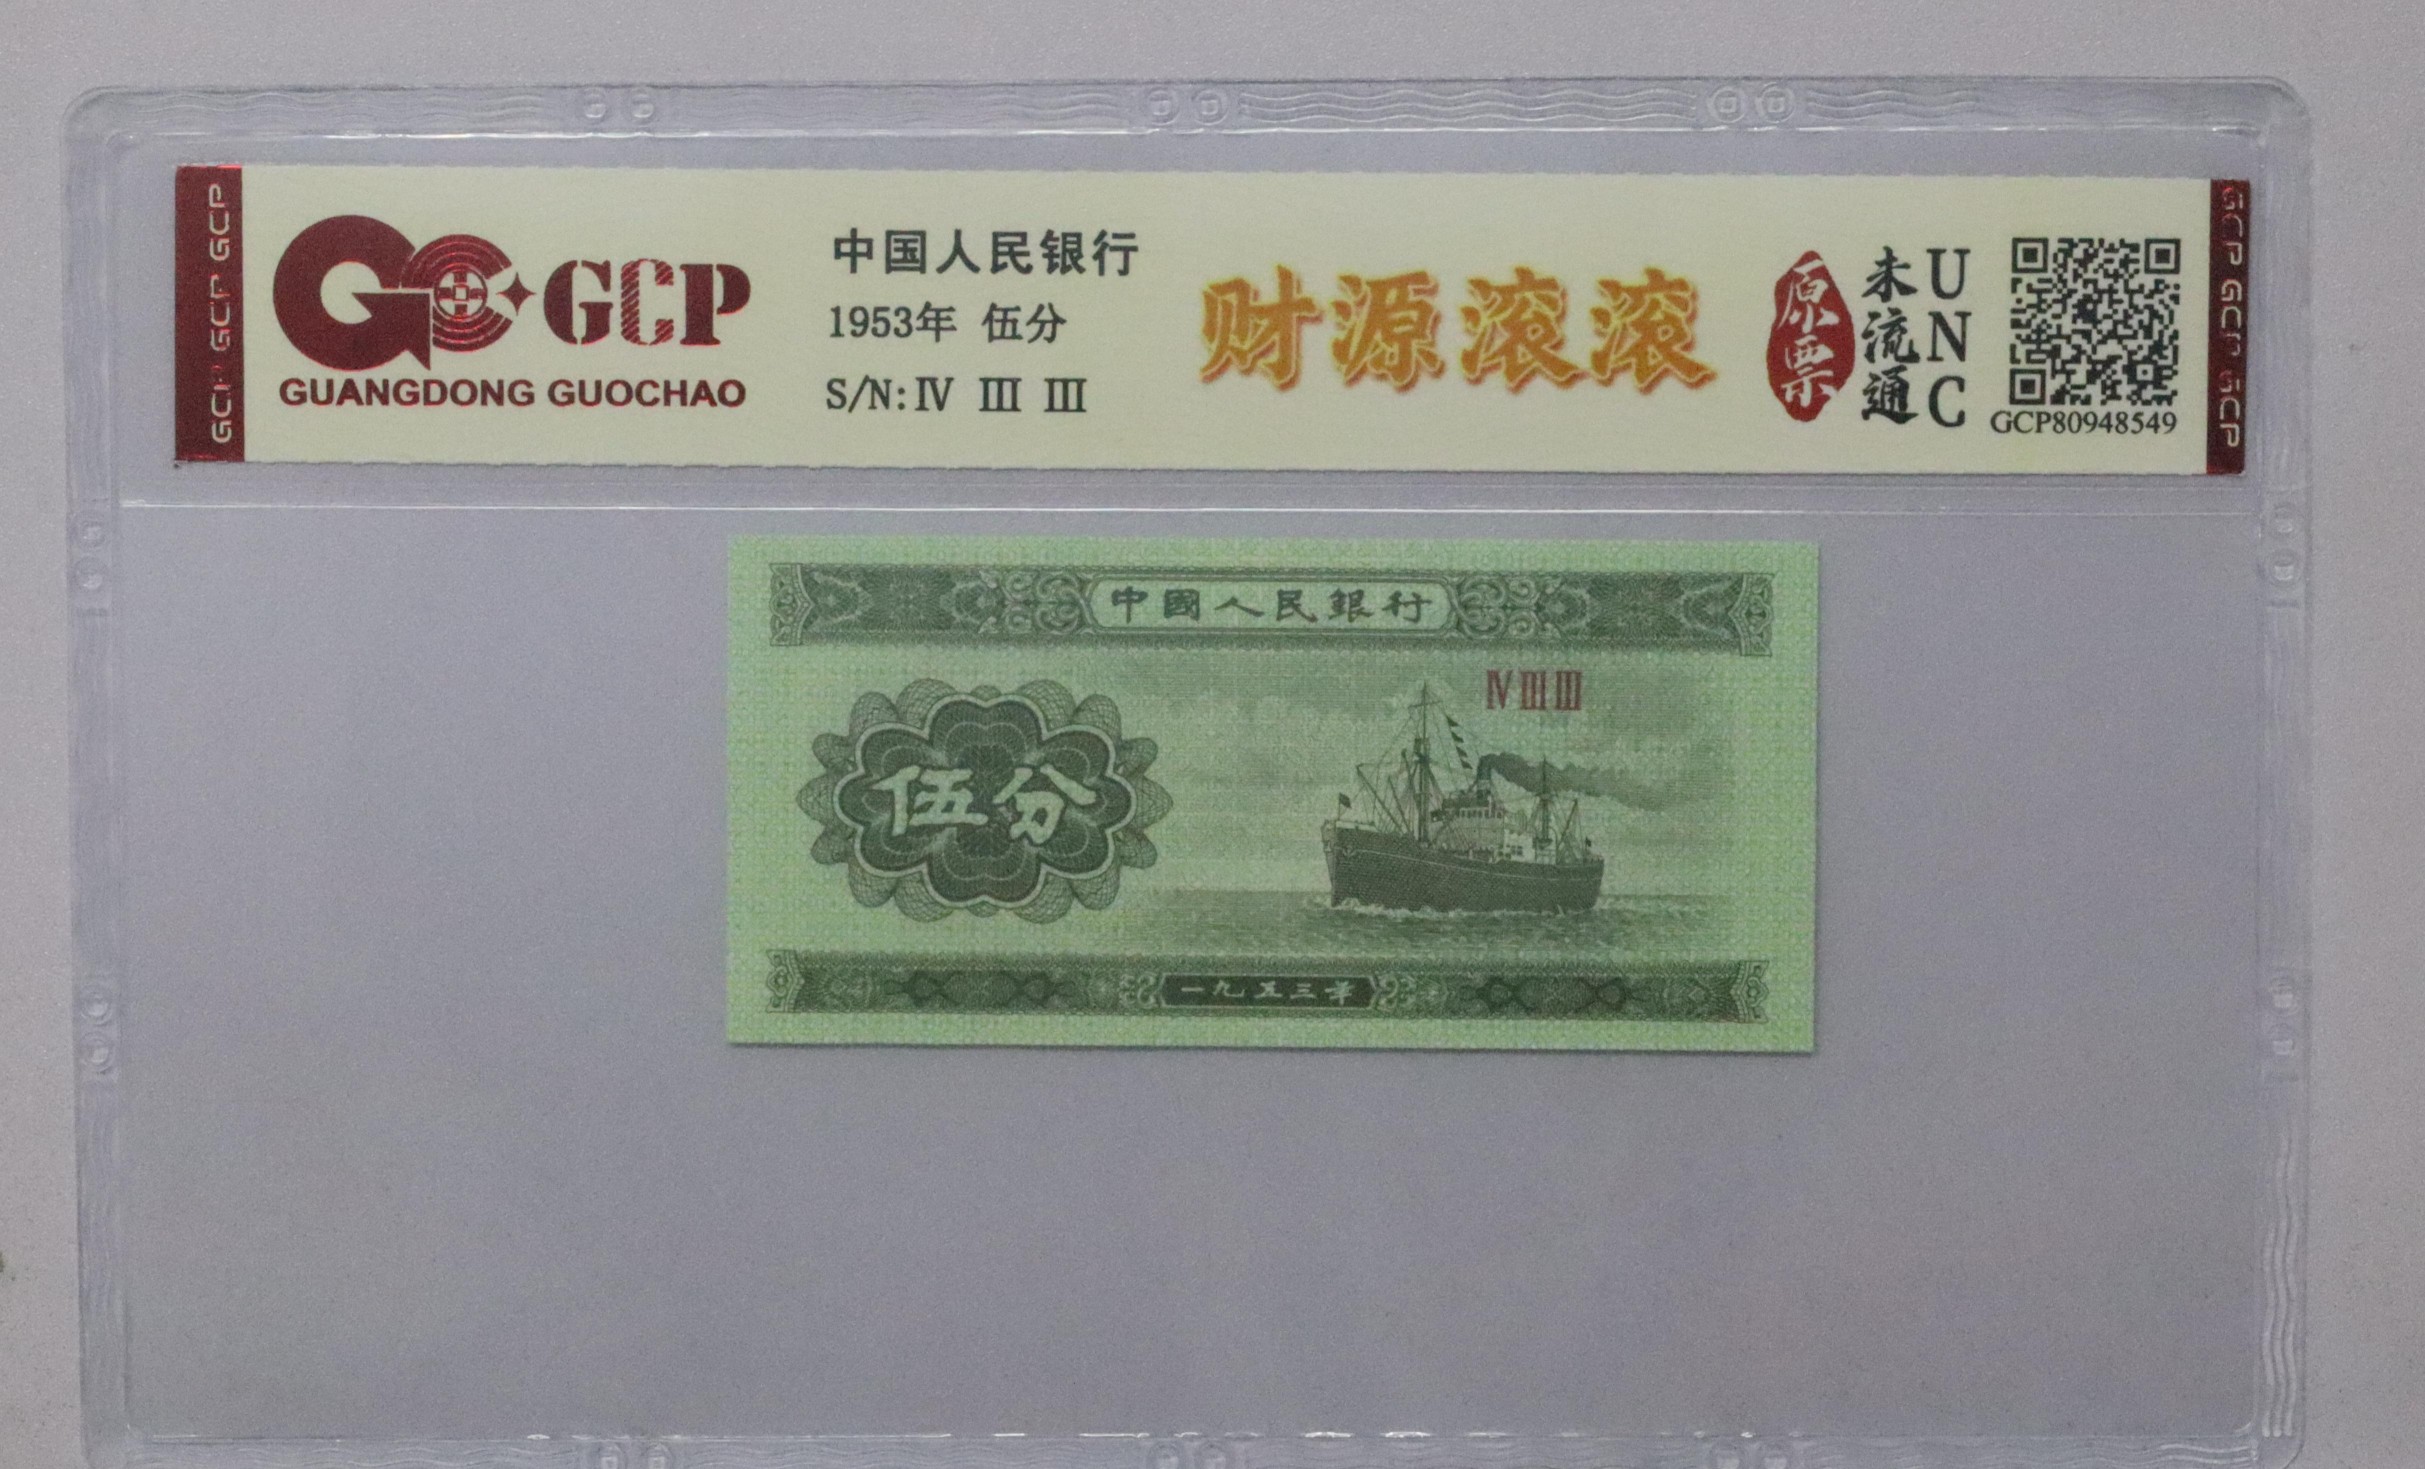 GCP GCP GCP
GCP
GUANGDONG GUOCHAO
中国人民银行
1953年 伍分
S/N: IV III III
财源滚滚
原票
未流通
UNC
GCP80948549
GCP GCP GCP
中國人民銀行
IV III III
伍分
一九五三年